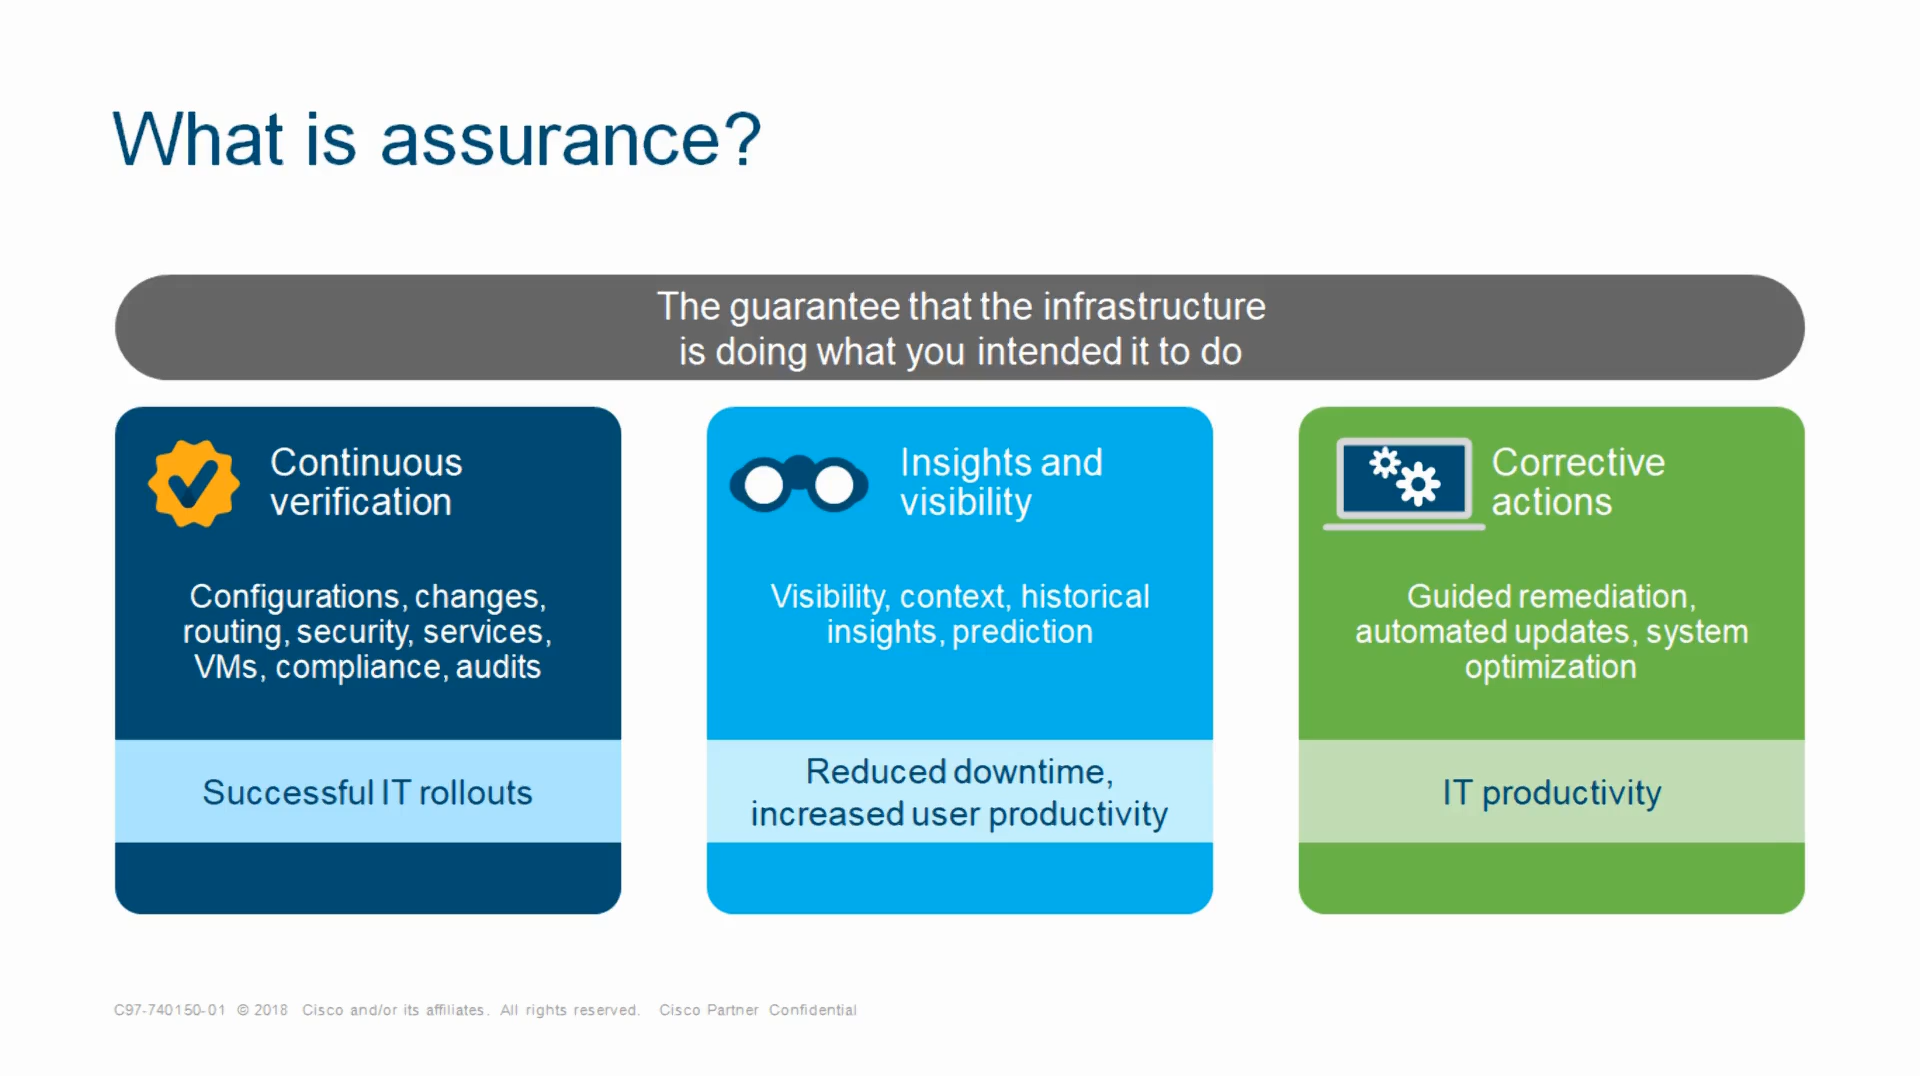 What is assurance?
The guarantee that the infrastructure
is doing what you intended it to do
Continuous
verification
Configurations, changes,
routing, security, services,
VMs, compliance, audits
Successful IT rollouts
Insights and
visibility
Visibility, context, historical
insights, prediction
Reduced downtime,
increased user productivity
Corrective
actions
Guided remediation,
automated updates, system
optimization
IT productivity
C97-740150-01 © 2018 Cisco and/or its affiliates. All rights reserved. Cisco Partner Confidential